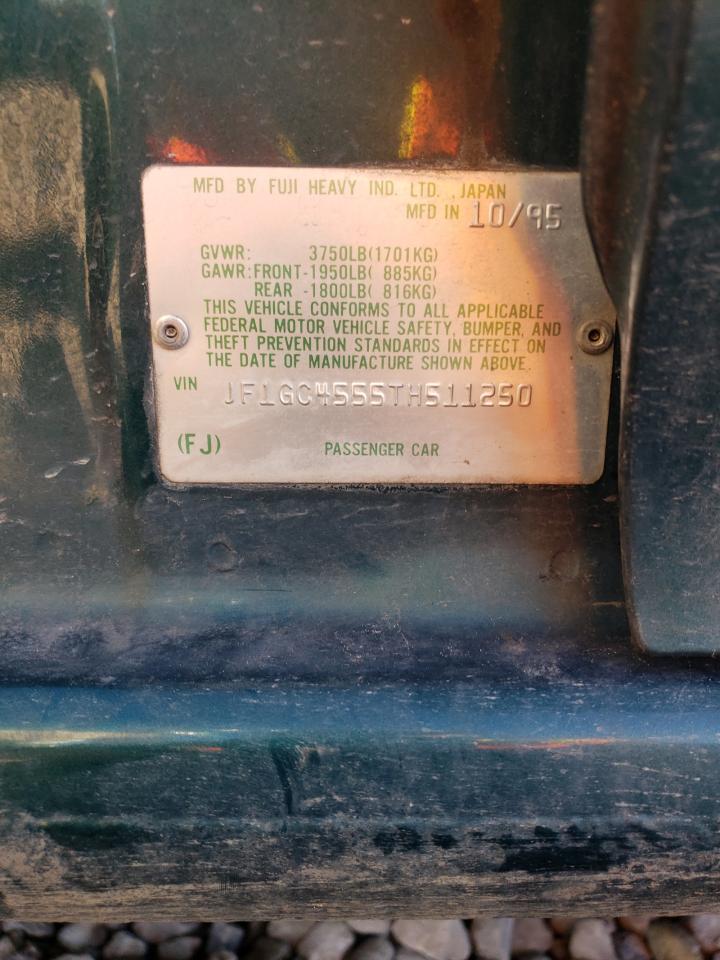 MFD BY FUJI HEAVY IND. LTD. ,JAPAN
MFD IN 10/95
GVWR: 3750LB(1701KG)
GAWR:FRONT-1950LB( 885KG)
REAR -1800LB( 816KG)
THIS VEHICLE CONFORMS TO ALL APPLICABLE
FEDERAL MOTOR VEHICLE SAFETY, BUMPER, AND
THEFT PREVENTION STANDARDS IN EFFECT ON
THE DATE OF MANUFACTURE SHOWN ABOVE.
VIN JF1GC4555TH511250
(FJ) PASSENGER CAR